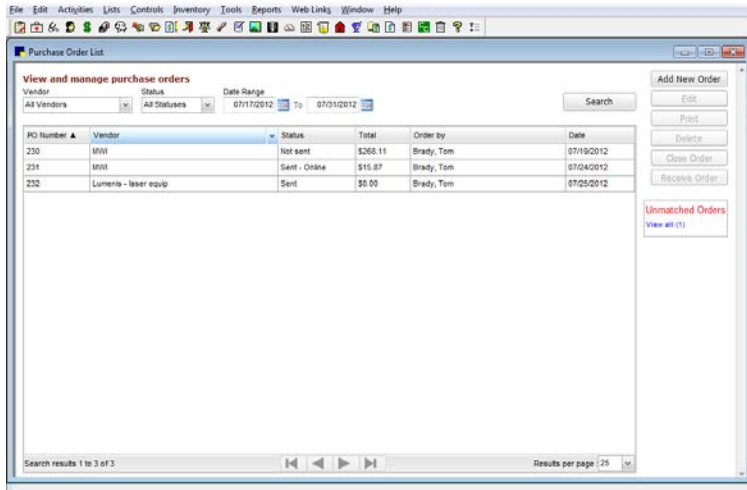 File Edit Activities Lists Controls Inventory Tools Reports Web Links Window Help
Purchase Order List
View and manage purchase orders
Vendor Status Date Range
All Vendors All Statuses 07/17/2012 To 07/31/2012 Search
Add New Order
Edit
Print
Delete
Close Order
Receive Order
Unmatched Orders
View all (1)
PO Number ▲ Vendor Status Total Order by Date
230 MWI Not sent $268.11 Brady, Tom 07/19/2012
231 MWI Sent - Online $15.87 Brady, Tom 07/24/2012
232 Lumenis - laser equip Sent $0.00 Brady, Tom 07/25/2012
Search results 1 to 3 of 3 Results per page : 25